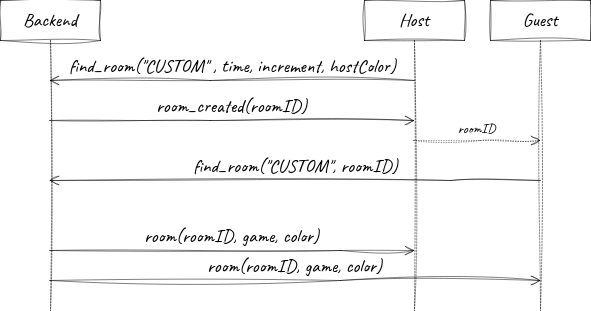 Backend
Host
Guest
find_room("CUSTOM", time, increment, hostColor)
room_created(roomID)
roomID
find_room("CUSTOM", roomID)
room(roomID, game, color)
room(roomID, game, color)